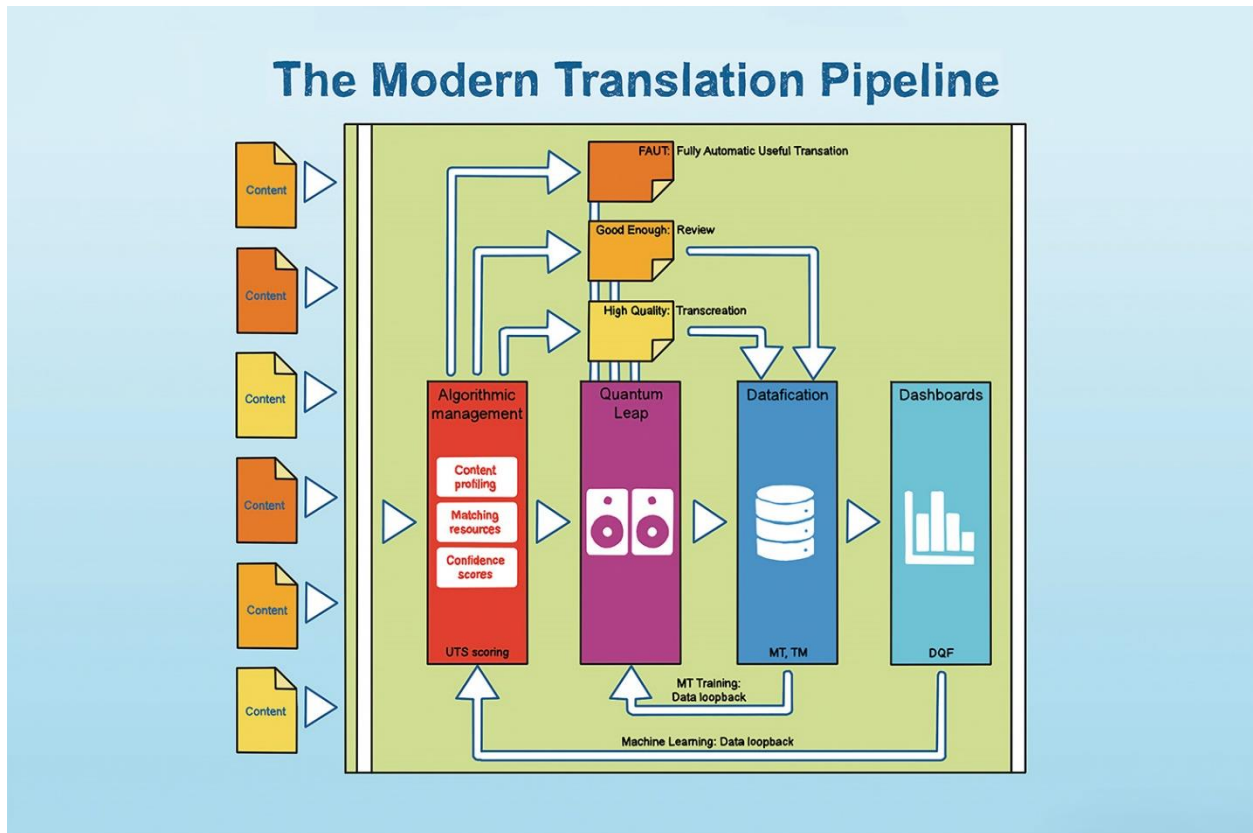 The Modern Translation Pipeline
Content
Content
Content
Content
Content
Content
FAUT: Fully Automatic Useful Transation
Good Enough: Review
High Quality: Transcreation
Algorithmic
management
Content
profiling
Matching
resources
Confidence
scores
UTS scoring
Quantum
Leap
Datafication
MT, TM
Dashboards
DQF
MT Training:
Data loopback
Machine Learning: Data loopback